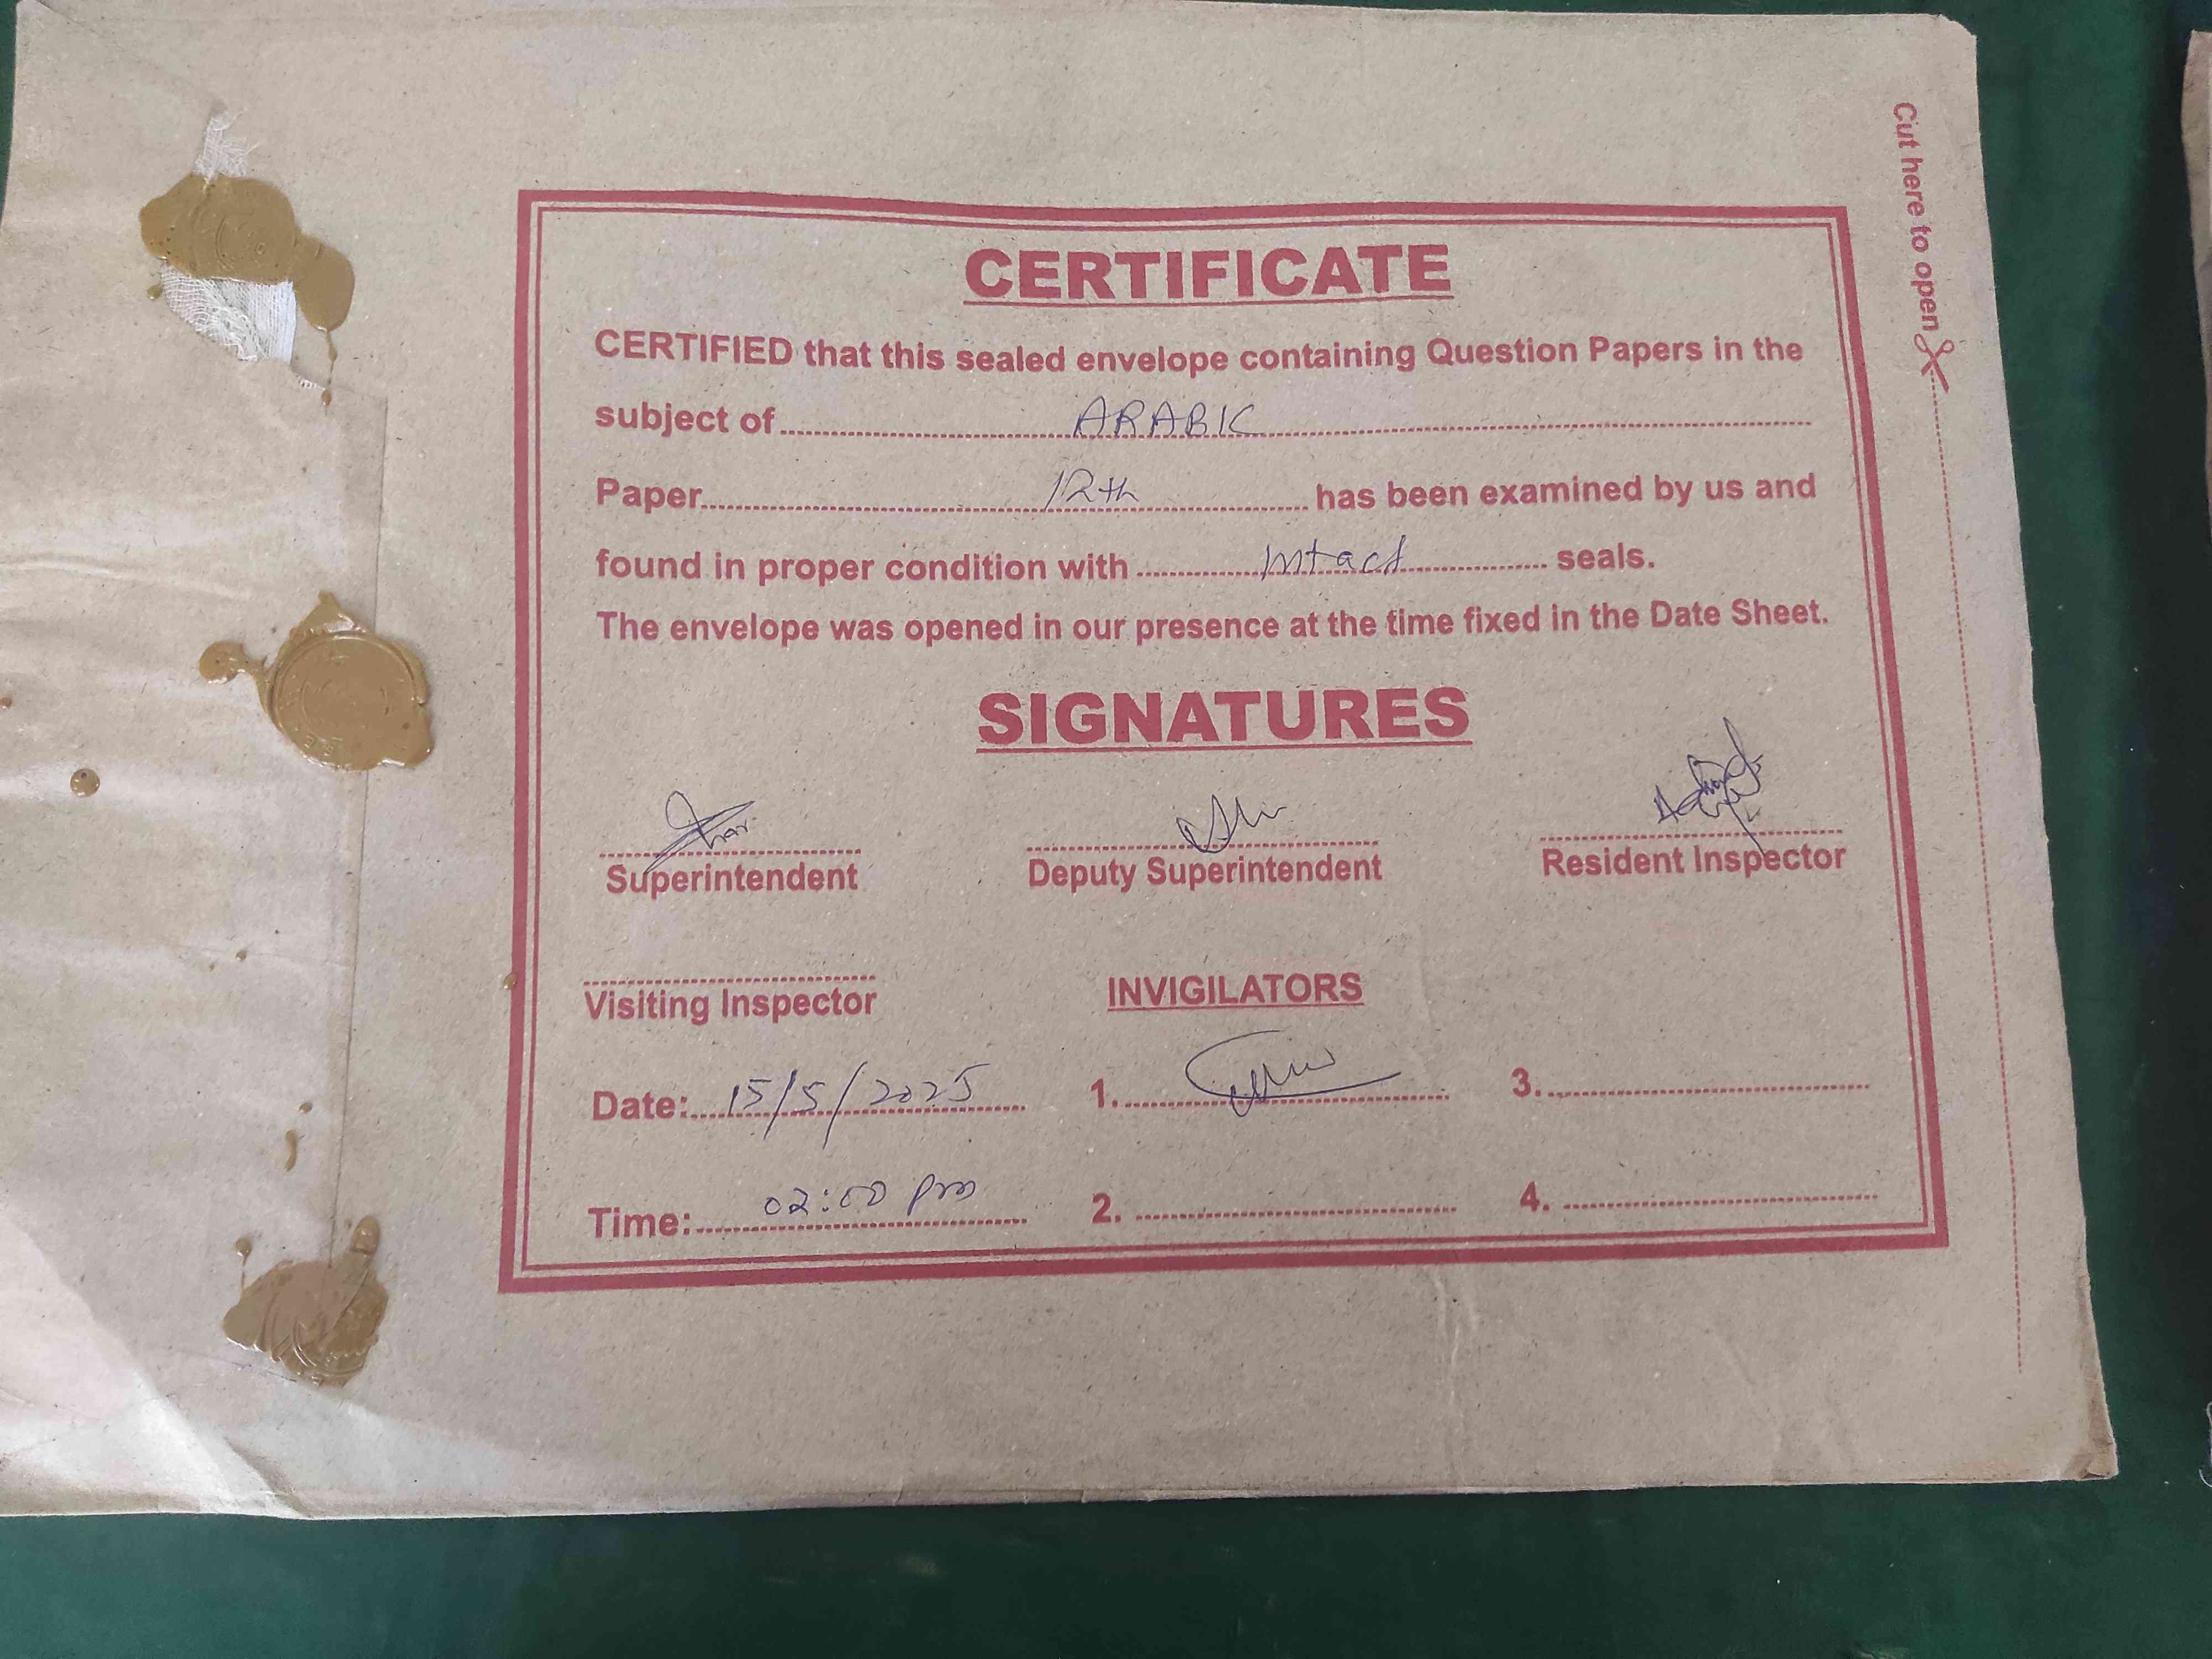 CERTIFICATE
CERTIFIED that this sealed envelope containing Question Papers in the
subject of ARABIC
Paper 12th has been examined by us and
found in proper condition with Intact seals.
The envelope was opened in our presence at the time fixed in the Date Sheet.
SIGNATURES
Superintendent Deputy Superintendent Resident Inspector
Visiting Inspector INVIGILATORS
Date: 15/5/2025 1. 3.
Time: 02:00 pm 2. 4.
Cut here to open